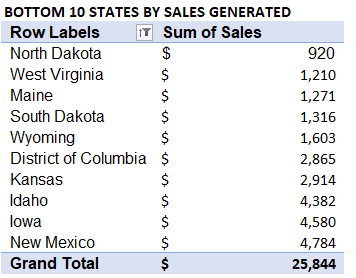 BOTTOM 10 STATES BY SALES GENERATED
Row Labels Sum of Sales
North Dakota $ 920
West Virginia $ 1,210
Maine $ 1,271
South Dakota $ 1,316
Wyoming $ 1,603
District of Columbia $ 2,865
Kansas $ 2,914
Idaho $ 4,382
Iowa $ 4,580
New Mexico $ 4,784
Grand Total $ 25,844